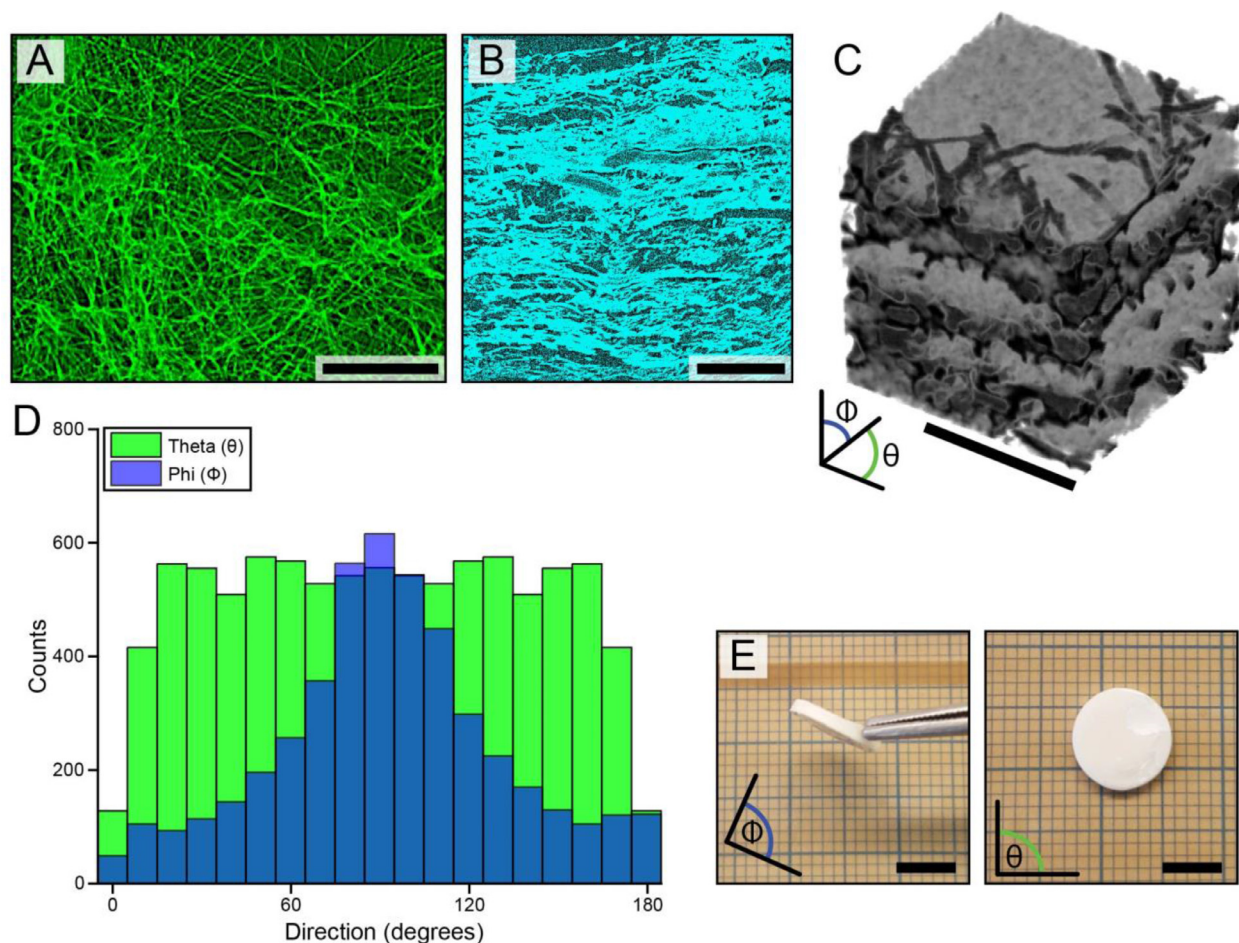 A
B
C
Φ
θ
D
800
600
400
200
0
Counts
Theta (θ)
Phi (Φ)
0
60
120
180
Direction (degrees)
E
Φ
θ